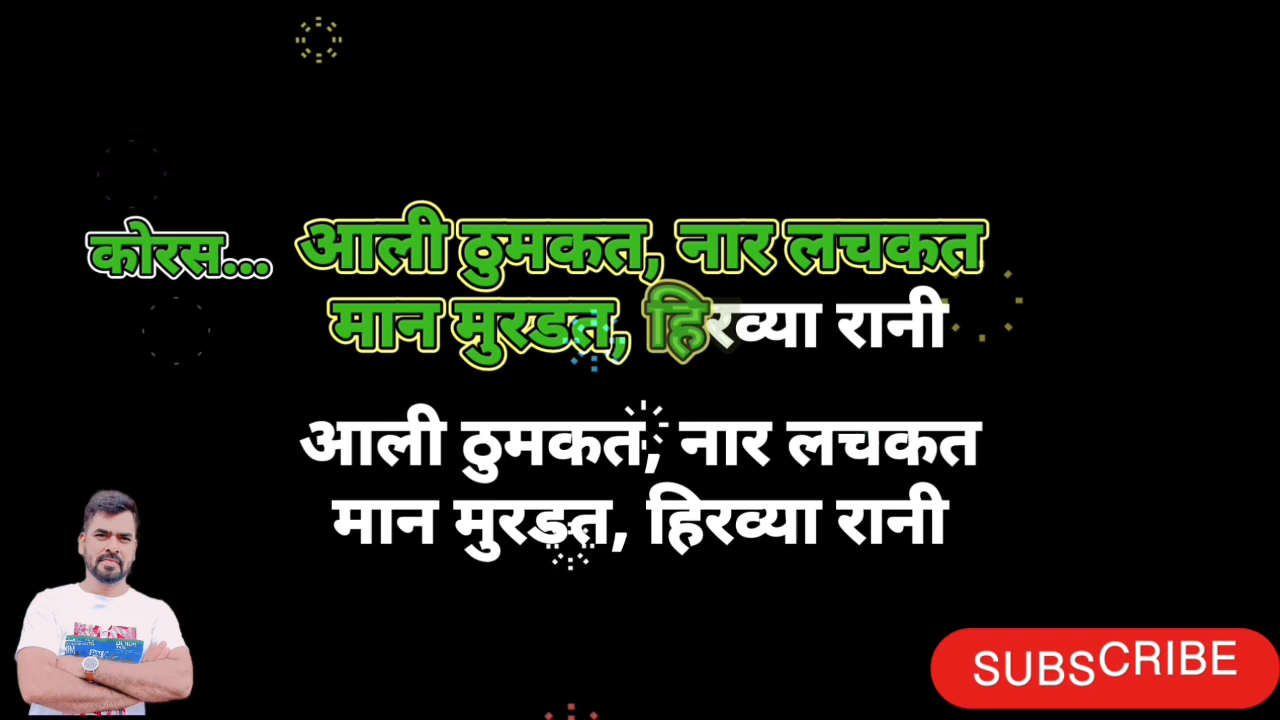 कोरस... आली ठुमकत, नार लचकत
मान मुरडत, हिरव्या रानी
आली ठुमकत, नार लचकत
मान मुरडत, हिरव्या रानी
SUBSCRIBE